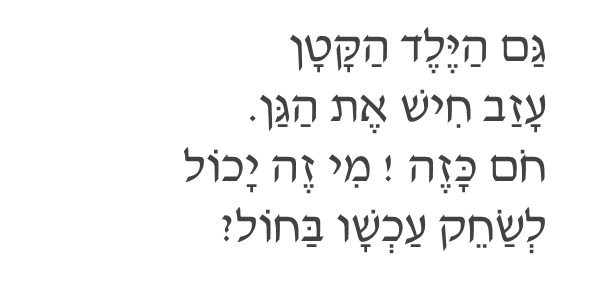 גַּם הַיֶּלֶד הַקָּטָן
עָזַב חִישׁ אֶת הַגַּן.
חֹם כָּזֶה ! מִי זֶה יָכוֹל
לְשַׂחֵק עַכְשָׁו בַּחוֹל?